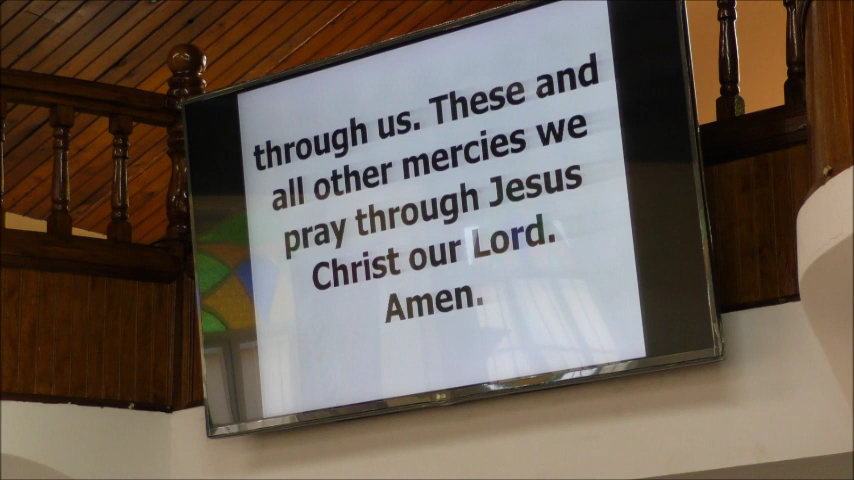 through us. These and
all other mercies we
pray through Jesus
Christ our Lord.
Amen.